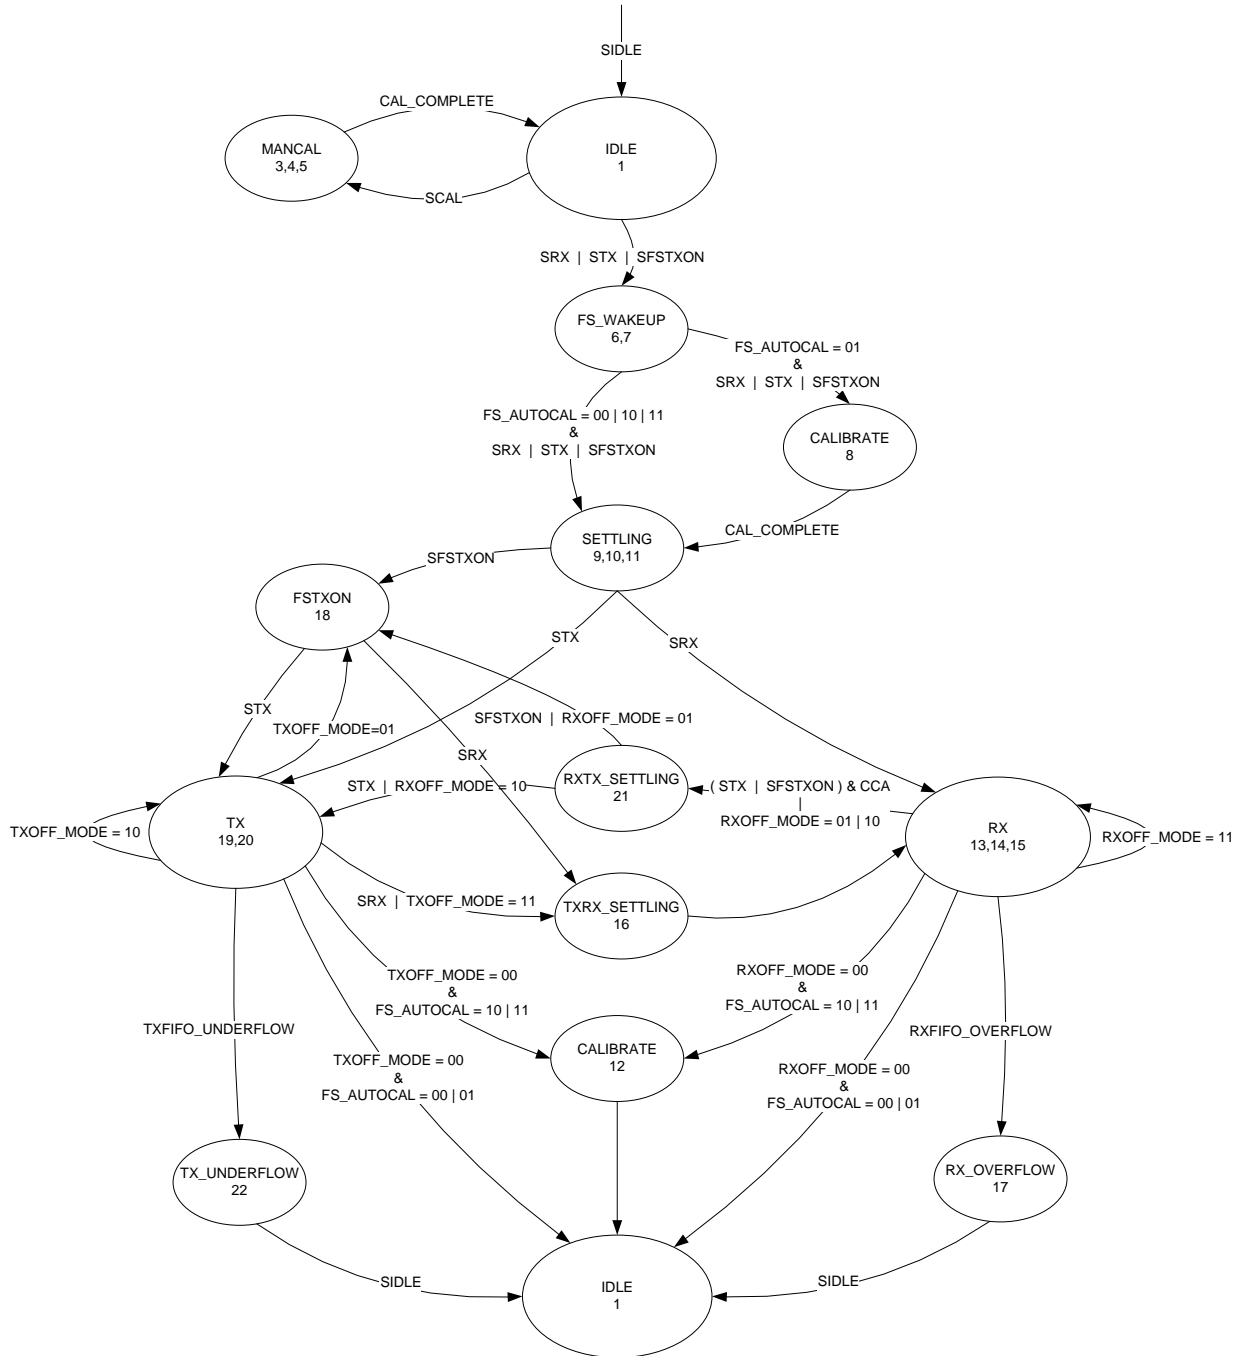 SIDLE
CAL_COMPLETE
MANCAL
3,4,5
IDLE
1
SCAL
SRX | STX | SFSTXON
FS_WAKEUP
6,7
FS_AUTOCAL = 01
&
SRX | STX | SFSTXON
FS_AUTOCAL = 00 | 10 | 11
&
SRX | STX | SFSTXON
CALIBRATE
8
CAL_COMPLETE
SETTLING
9,10,11
SFSTXON
FSTXON
18
STX
SRX
STX
TXOFF_MODE=01
SFSTXON | RXOFF_MODE = 01
SRX
RXTX_SETTLING
21
STX | RXOFF_MODE = 10
( STX | SFSTXON ) & CCA
|
RXOFF_MODE = 01 | 10
TXOFF_MODE = 10
TX
19,20
RX
13,14,15
RXOFF_MODE = 11
SRX | TXOFF_MODE = 11
TXRX_SETTLING
16
TXOFF_MODE = 00
&
FS_AUTOCAL = 10 | 11
RXOFF_MODE = 00
&
FS_AUTOCAL = 10 | 11
TXFIFO_UNDERFLOW
RXFIFO_OVERFLOW
CALIBRATE
12
TXOFF_MODE = 00
&
FS_AUTOCAL = 00 | 01
RXOFF_MODE = 00
&
FS_AUTOCAL = 00 | 01
TX_UNDERFLOW
22
RX_OVERFLOW
17
SIDLE
SIDLE
IDLE
1